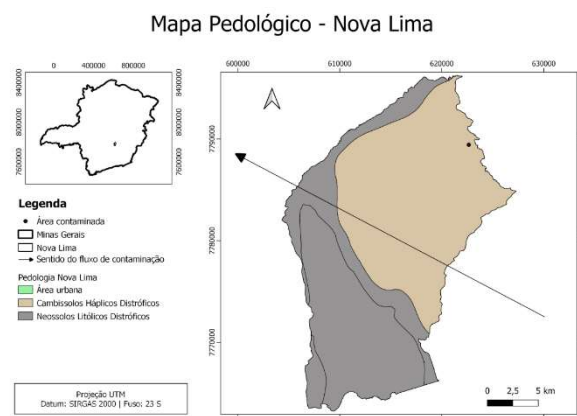 Mapa Pedológico - Nova Lima
0 400000 800000
8400000 8400000
8000000 8000000
7600000 7600000
600000 610000 620000 630000
7790000
7780000
7770000
Legenda
Área contaminada
Minas Gerais
Nova Lima
Sentido do fluxo de contaminação
Pedologia Nova Lima
Área urbana
Cambissolos Háplicos Distróficos
Neossolos Litólicos Distróficos
Projeção UTM
Datum: SIRGAS 2000 | Fuso: 23 S
0 2,5 5 km